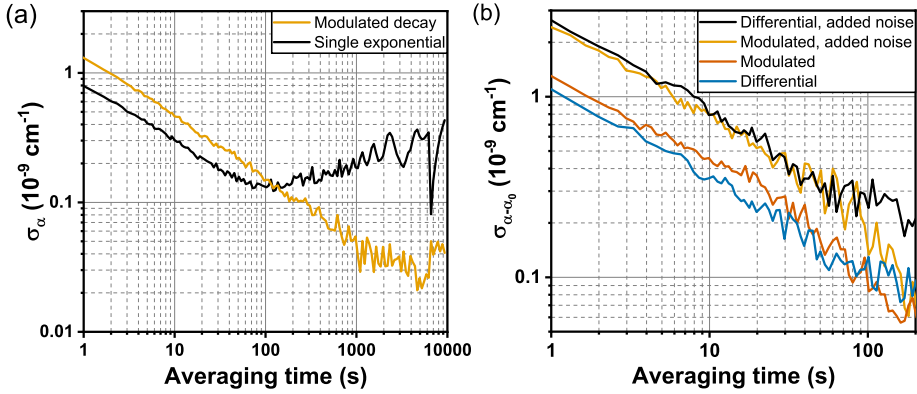 (a)
Modulated decay
Single exponential
σα (10⁻⁹ cm⁻¹)
1
0.1
0.01
1
10
100
1000
10000
Averaging time (s)
(b)
Differential, added noise
Modulated, added noise
Modulated
Differential
σα-α₀ (10⁻⁹ cm⁻¹)
1
0.1
1
10
100
Averaging time (s)